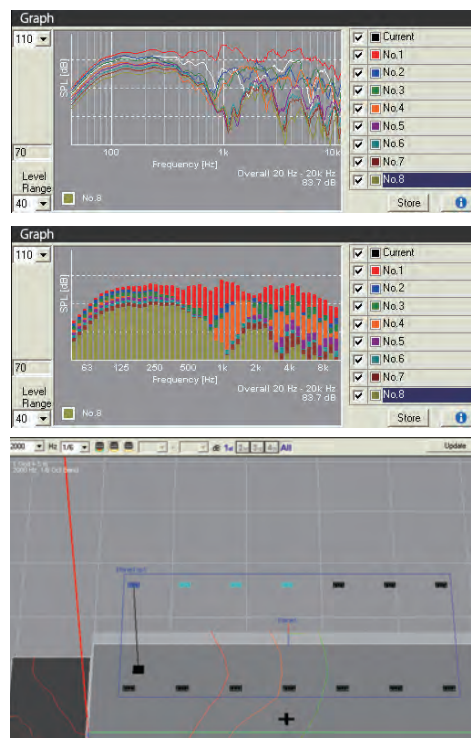 Graph
110
SPL [dB]
70
Level
Range
40
100
1k
10k
Frequency [Hz]
Overall 20 Hz - 20k Hz
83.7 dB
No.8
Current
No.1
No.2
No.3
No.4
No.5
No.6
No.7
No.8
Store
Graph
110
SPL [dB]
70
Level
Range
40
63
125
250
500
1k
2k
4k
8k
Frequency [Hz]
Overall 20 Hz - 20k Hz
83.7 dB
No.8
Current
No.1
No.2
No.3
No.4
No.5
No.6
No.7
No.8
Store
2000 Hz 1/6 1st 2nd 3rd 4th All Update